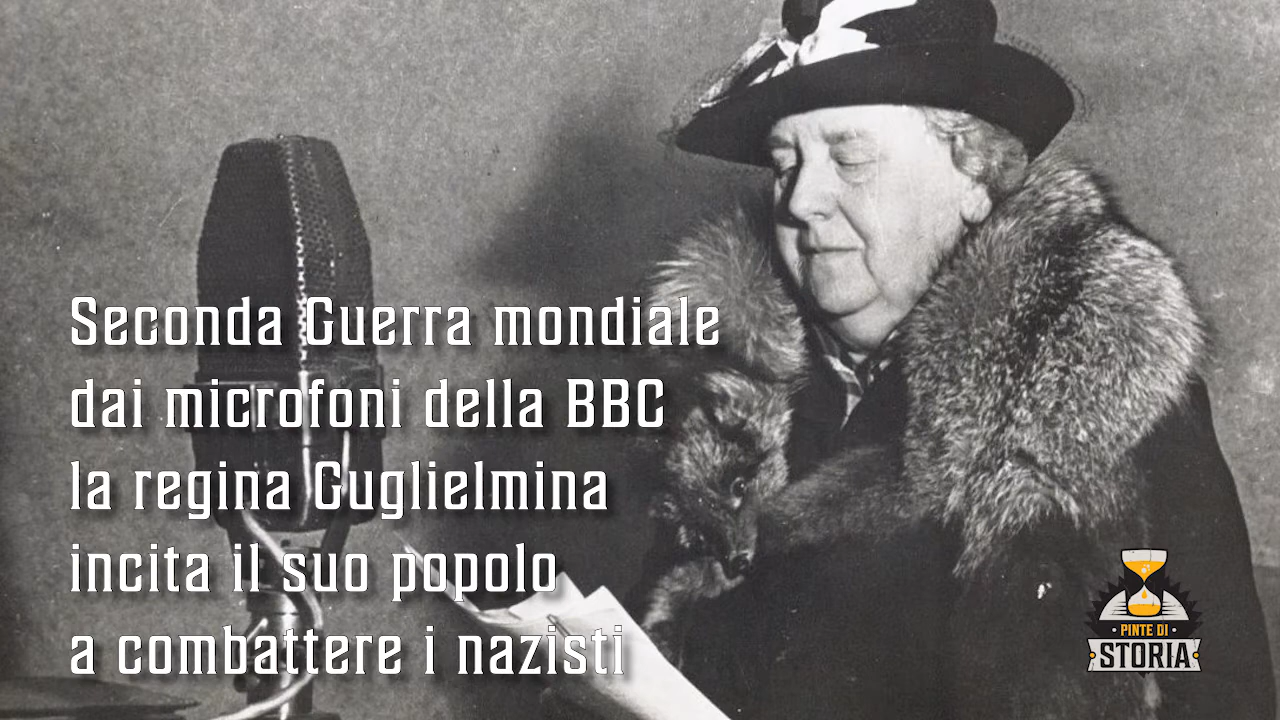 Seconda Guerra mondiale
dai microfoni della BBC
la regina Guglielmina
incita il suo popolo
a combattere i nazisti
PINTE DI
STORIA